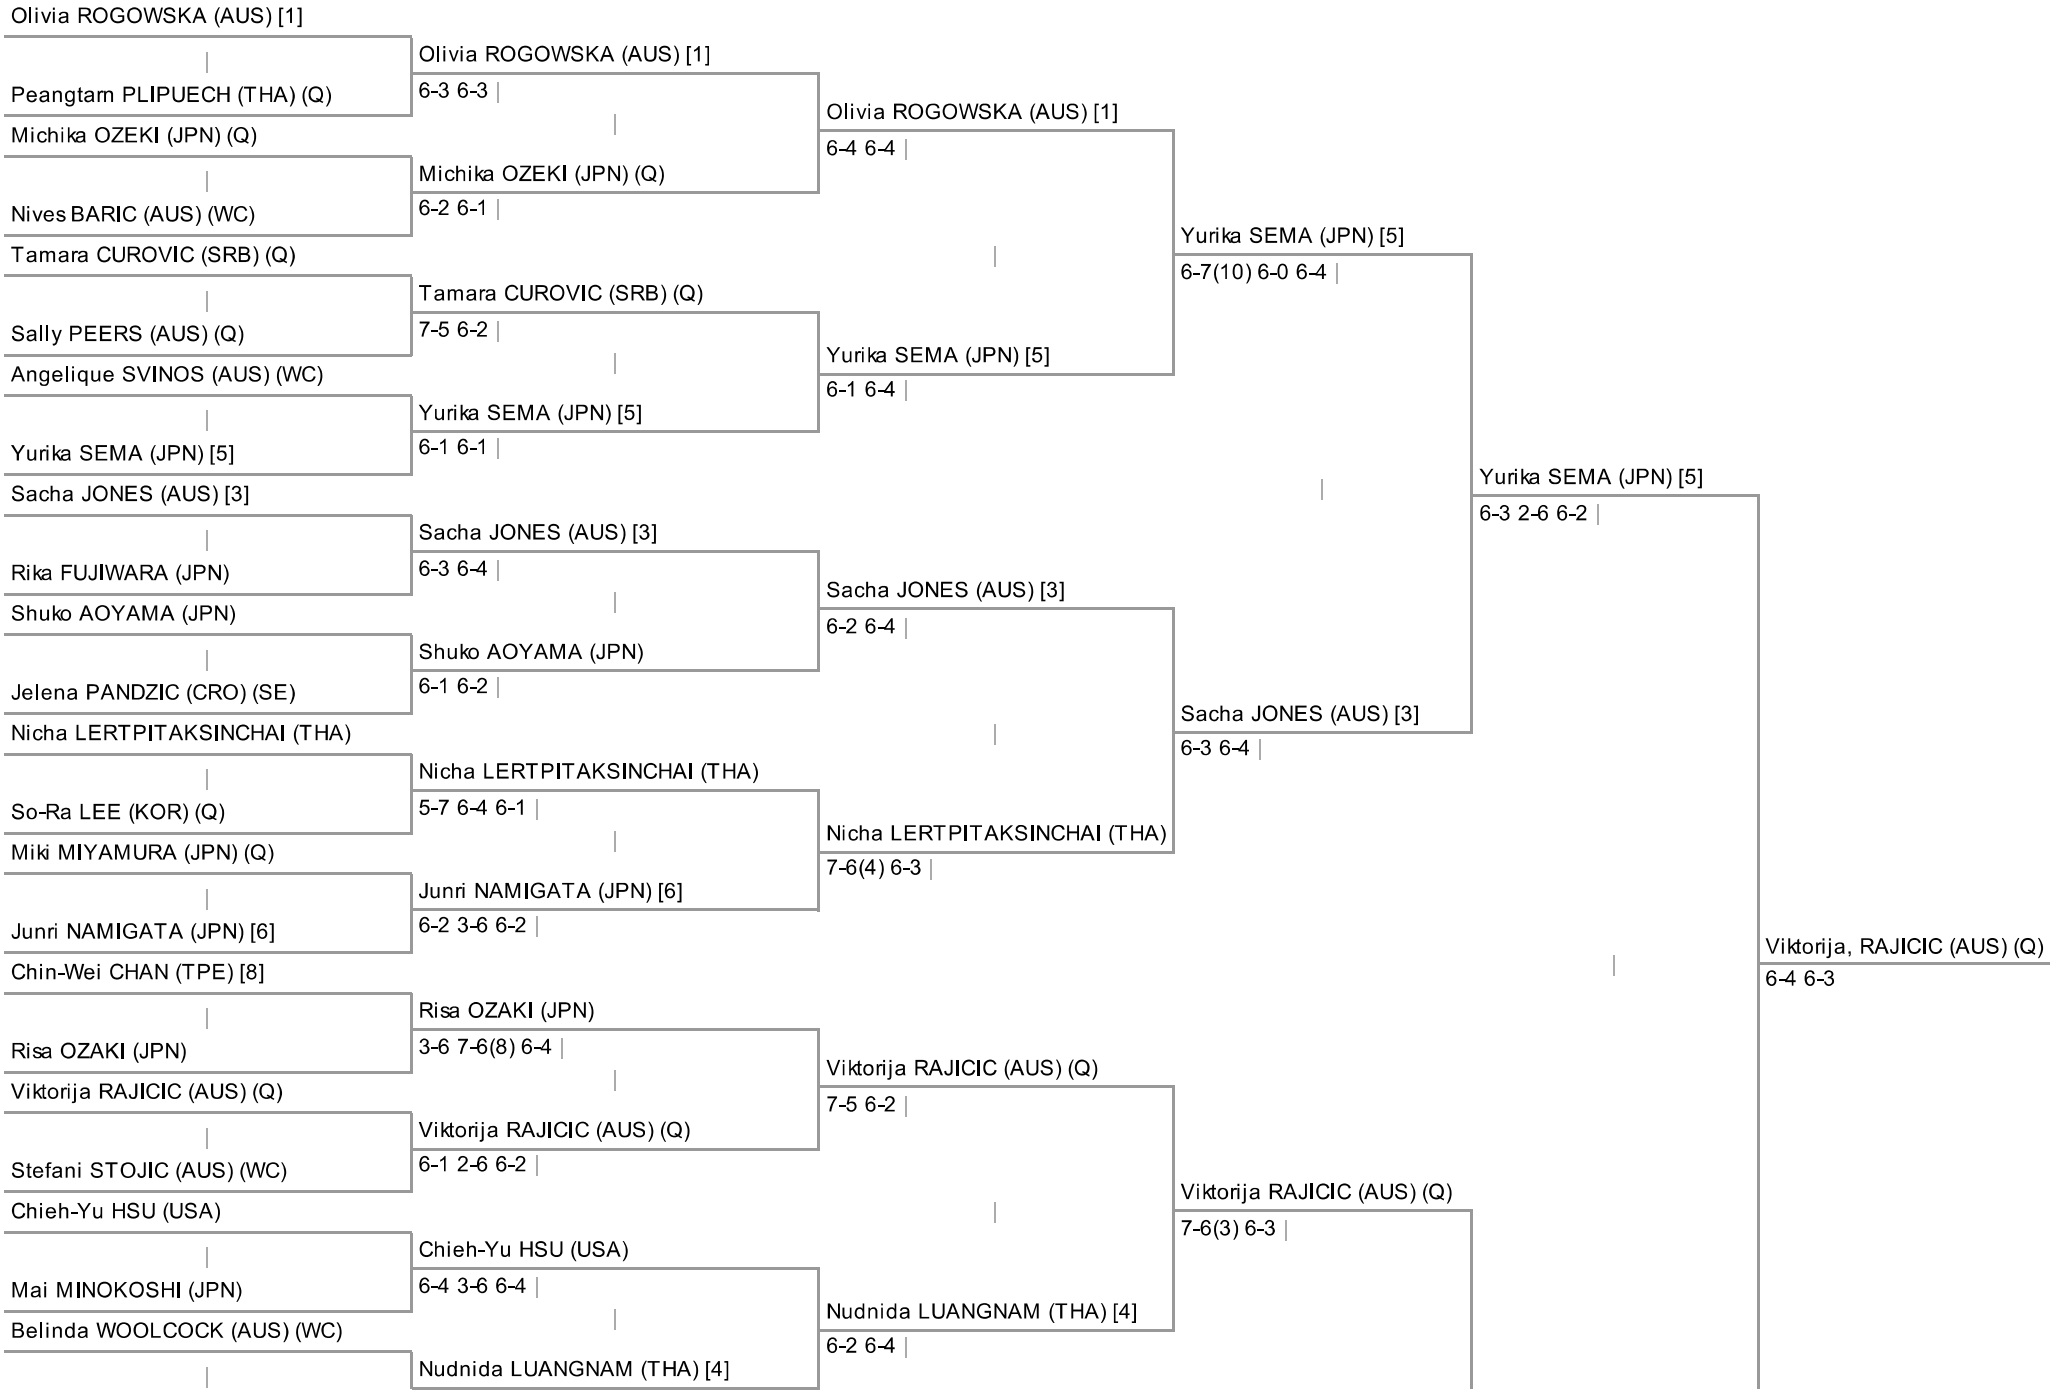 Olivia ROGOWSKA (AUS) [1]
Peangtarn PLIPUECH (THA) (Q)
Michika OZEKI (JPN) (Q)
Nives BARIC (AUS) (WC)
Tamara CUROVIC (SRB) (Q)
Sally PEERS (AUS) (Q)
Angelique SVINOS (AUS) (WC)
Yurika SEMA (JPN) [5]
Sacha JONES (AUS) [3]
Rika FUJIWARA (JPN)
Shuko AOYAMA (JPN)
Jelena PANDZIC (CRO) (SE)
Nicha LERTPITAKSINCHAI (THA)
So-Ra LEE (KOR) (Q)
Miki MIYAMURA (JPN) (Q)
Junri NAMIGATA (JPN) [6]
Chin-Wei CHAN (TPE) [8]
Risa OZAKI (JPN)
Viktorija RAJICIC (AUS) (Q)
Stefani STOJIC (AUS) (WC)
Chieh-Yu HSU (USA)
Mai MINOKOSHI (JPN)
Belinda WOOLCOCK (AUS) (WC)
Olivia ROGOWSKA (AUS) [1]
6-3 6-3
Michika OZEKI (JPN) (Q)
6-2 6-1
Tamara CUROVIC (SRB) (Q)
7-5 6-2
Yurika SEMA (JPN) [5]
6-1 6-1
Sacha JONES (AUS) [3]
6-3 6-4
Shuko AOYAMA (JPN)
6-1 6-2
Nicha LERTPITAKSINCHAI (THA)
5-7 6-4 6-1
Junri NAMIGATA (JPN) [6]
6-2 3-6 6-2
Risa OZAKI (JPN)
3-6 7-6(8) 6-4
Viktorija RAJICIC (AUS) (Q)
6-1 2-6 6-2
Chieh-Yu HSU (USA)
6-4 3-6 6-4
Nudnida LUANGNAM (THA) [4]
Olivia ROGOWSKA (AUS) [1]
6-4 6-4
Yurika SEMA (JPN) [5]
6-1 6-4
Sacha JONES (AUS) [3]
6-2 6-4
Nicha LERTPITAKSINCHAI (THA)
7-6(4) 6-3
Viktorija RAJICIC (AUS) (Q)
7-5 6-2
Nudnida LUANGNAM (THA) [4]
6-2 6-4
Yurika SEMA (JPN) [5]
6-7(10) 6-0 6-4
Sacha JONES (AUS) [3]
6-3 6-4
Viktorija RAJICIC (AUS) (Q)
7-6(3) 6-3
Yurika SEMA (JPN) [5]
6-3 2-6 6-2
Viktorija, RAJICIC (AUS) (Q)
6-4 6-3